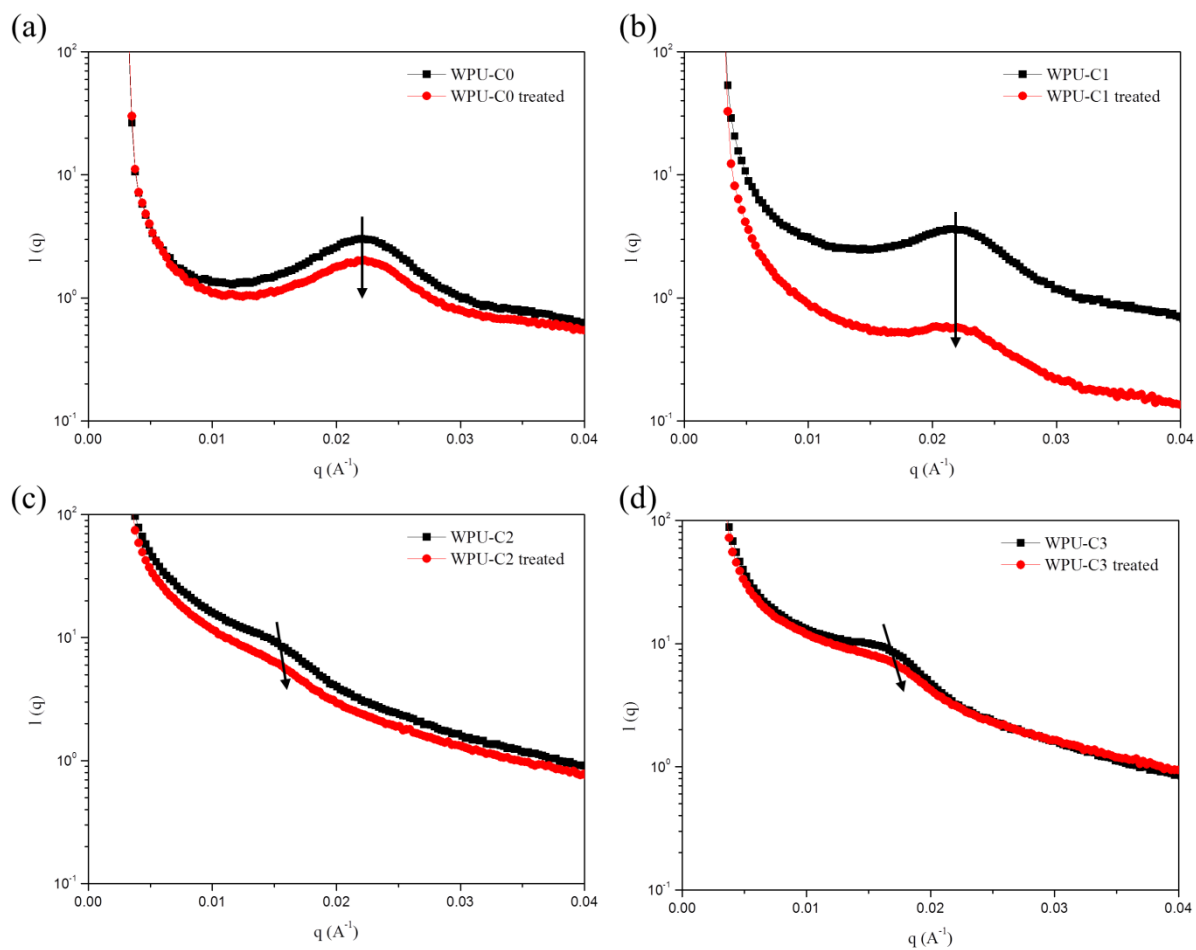 (a)
WPU-C0
WPU-C0 treated
10²
10¹
10⁰
10⁻¹
I (q)
0.00 0.01 0.02 0.03 0.04
q (A⁻¹)
(b)
WPU-C1
WPU-C1 treated
10²
10¹
10⁰
10⁻¹
I (q)
0.00 0.01 0.02 0.03 0.04
q (A⁻¹)
(c)
WPU-C2
WPU-C2 treated
10²
10¹
10⁰
10⁻¹
I (q)
0.00 0.01 0.02 0.03 0.04
q (A⁻¹)
(d)
WPU-C3
WPU-C3 treated
10²
10¹
10⁰
10⁻¹
I (q)
0.00 0.01 0.02 0.03 0.04
q (A⁻¹)